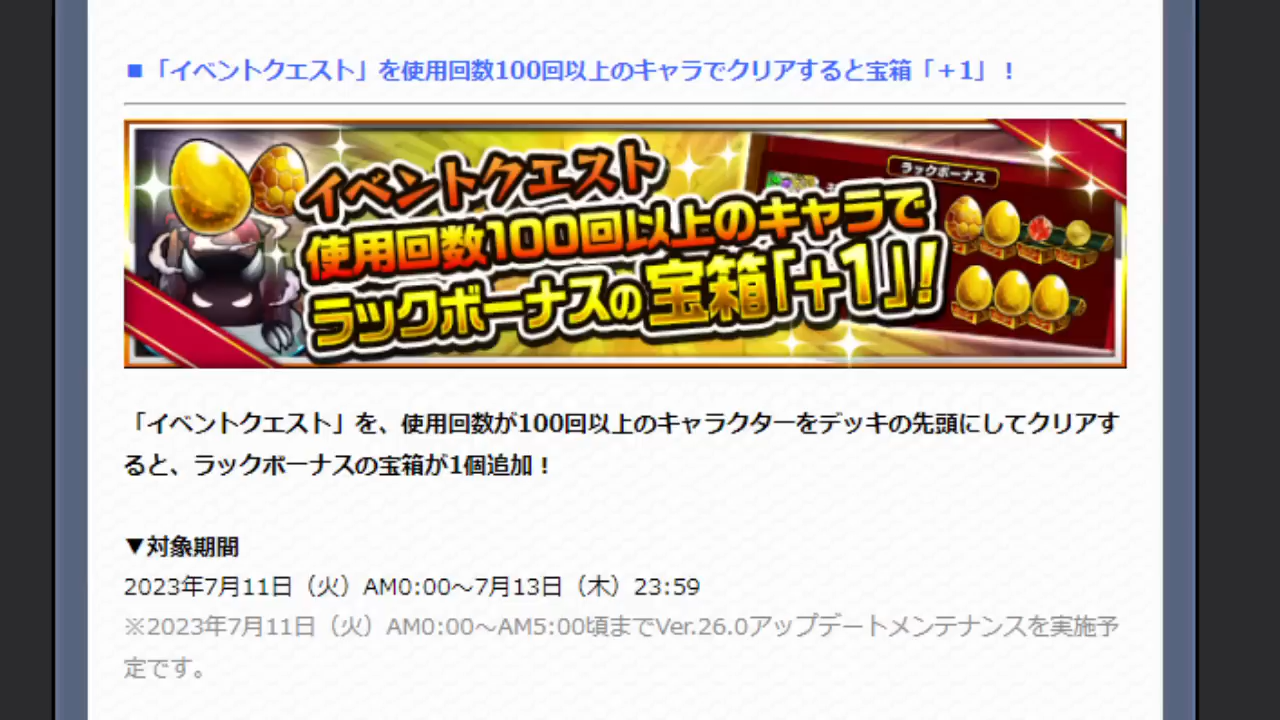 ■「イベントクエスト」を使用回数100回以上のキャラでクリアすると宝箱「＋1」！
イベントクエスト
使用回数100回以上のキャラで
ラックボーナスの宝箱「+1」!
ラックボーナス
「イベントクエスト」を、使用回数が100回以上のキャラクターをデッキの先頭にしてクリアす
ると、ラックボーナスの宝箱が1個追加！
▼対象期間
2023年7月11日（火）AM0:00～7月13日（木）23:59
※2023年7月11日（火）AM0:00～AM5:00頃までVer.26.0アップデートメンテナンスを実施予
定です。